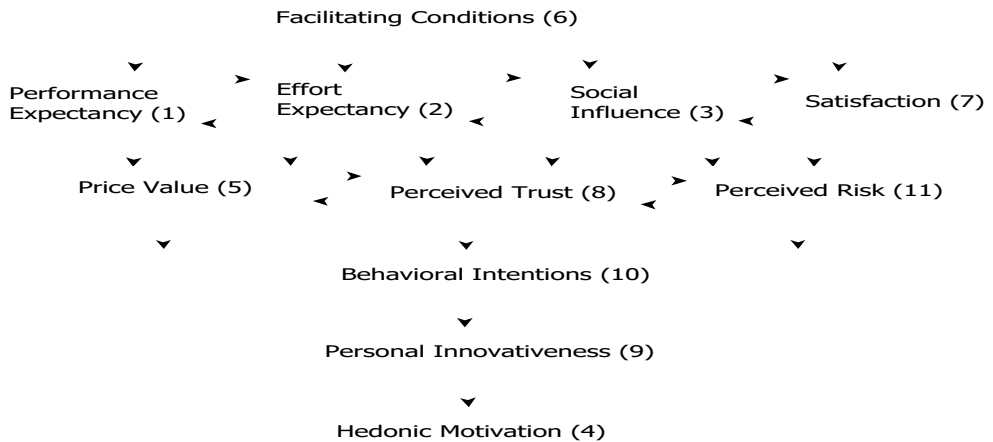 Facilitating Conditions (6)
Performance
Expectancy (1)
Effort
Expectancy (2)
Social
Influence (3)
Satisfaction (7)
Price Value (5)
Perceived Trust (8)
Perceived Risk (11)
Behavioral Intentions (10)
Personal Innovativeness (9)
Hedonic Motivation (4)